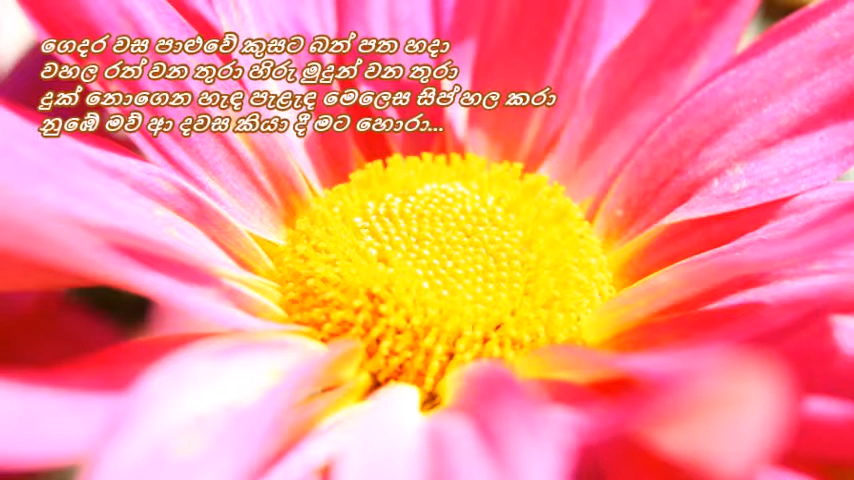 ගෙදර වස පාළුවේ කුසට බත් පත හදා
වහල රත් වන තුරා හිරු මුදුන් වන තුරා
දුක් නොගෙන හැඳ පැළැඳ මෙලෙස සිප් හල කරා
නුඹේ මව් ආ දවස කියා දී මට හොරා...